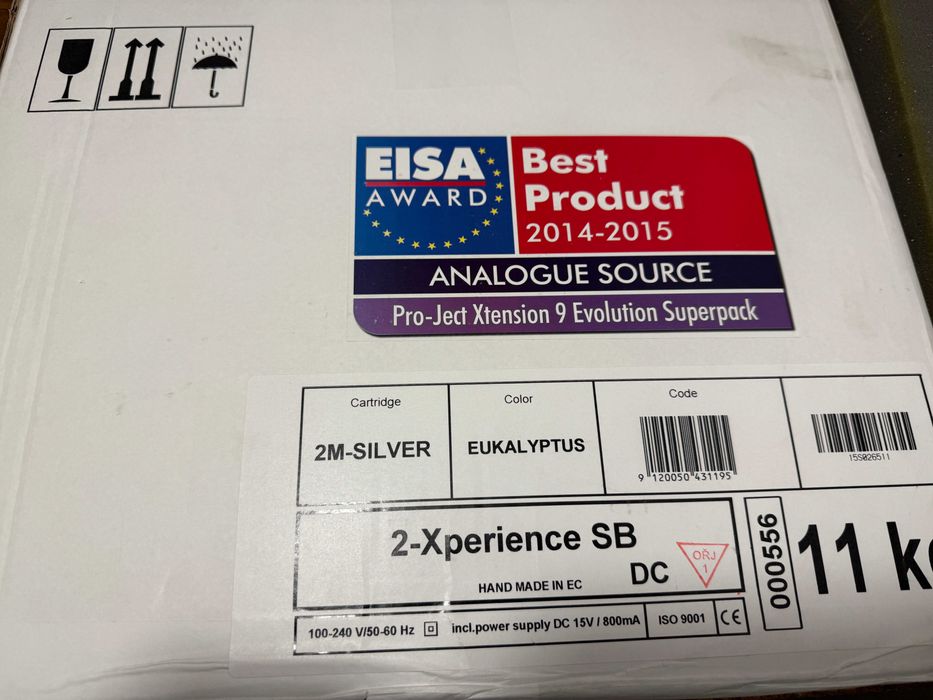 EISA
AWARD
Best
Product
2014-2015
ANALOGUE SOURCE
Pro-Ject Xtension 9 Evolution Superpack
Cartridge
2M-SILVER
Color
EUKALYPTUS
Code
9 120050 431195
15S026511
2-Xperience SB
DC
HAND MADE IN EC
OŘJ
1
000556
11
100-240 V/50-60 Hz
incl.power supply DC 15V / 800mA
ISO 9001
CE